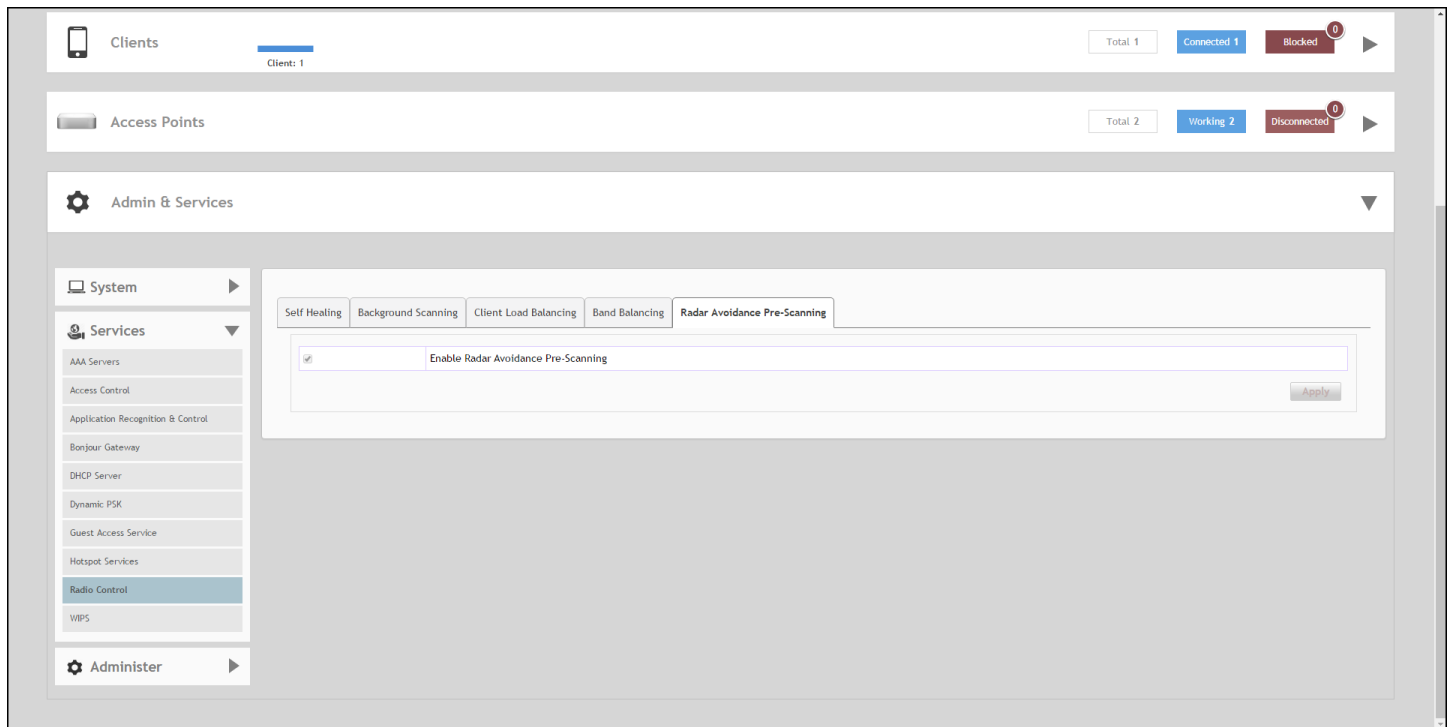 Clients
Client: 1
Total 1
Connected 1
Blocked
0
Access Points
Total 2
Working 2
Disconnected
0
Admin & Services
System
Services
AAA Servers
Access Control
Application Recognition & Control
Bonjour Gateway
DHCP Server
Dynamic PSK
Guest Access Service
Hotspot Services
Radio Control
WIPS
Administer
Self Healing
Background Scanning
Client Load Balancing
Band Balancing
Radar Avoidance Pre-Scanning
Enable Radar Avoidance Pre-Scanning
Apply